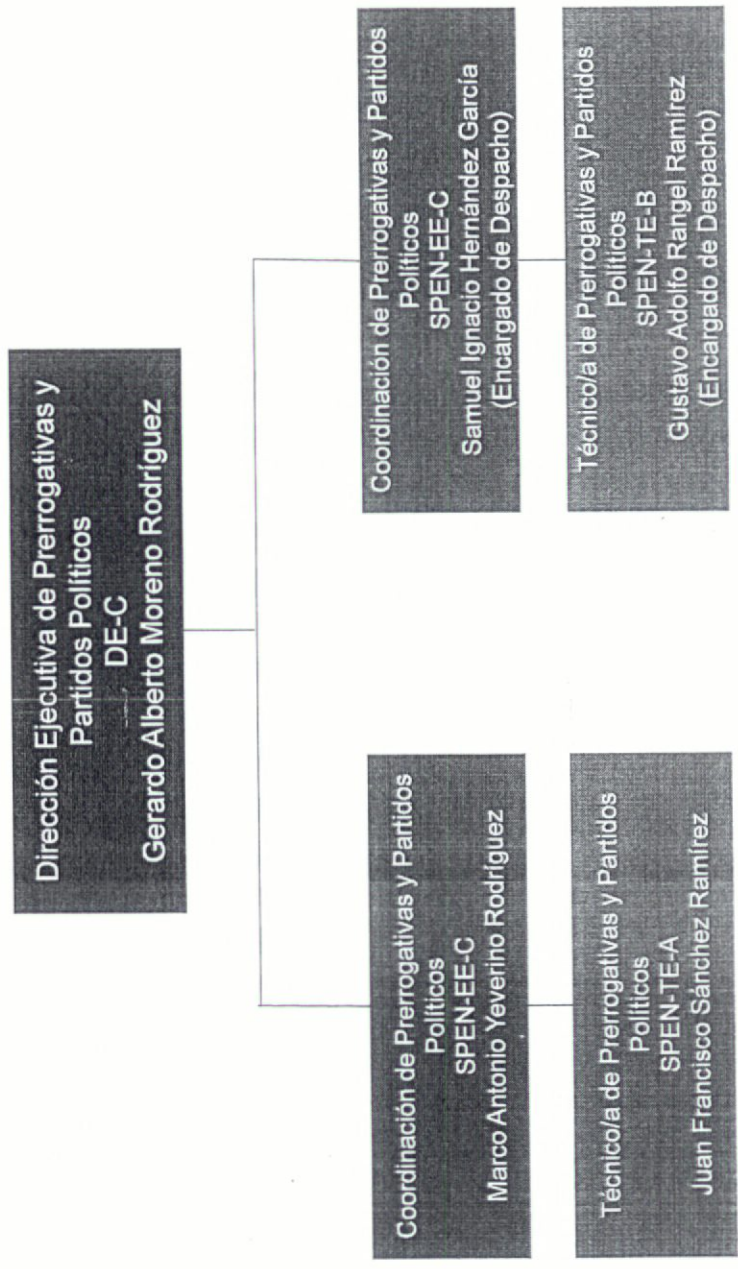 Dirección Ejecutiva de Prerrogativas y
Partidos Políticos
DE-C
Gerardo Alberto Moreno Rodríguez
Coordinación de Prerrogativas y Partidos
Políticos
SPEN-EE-C
Marco Antonio Yeverino Rodríguez
Coordinación de Prerrogativas y Partidos
Políticos
SPEN-EE-C
Samuel Ignacio Hernández García
(Encargado de Despacho)
Técnico/a de Prerrogativas y Partidos
Políticos
SPEN-TE-A
Juan Francisco Sánchez Ramírez
Técnico/a de Prerrogativas y Partidos
Políticos
SPEN-TE-B
Gustavo Adolfo Rangel Ramírez
(Encargado de Despacho)